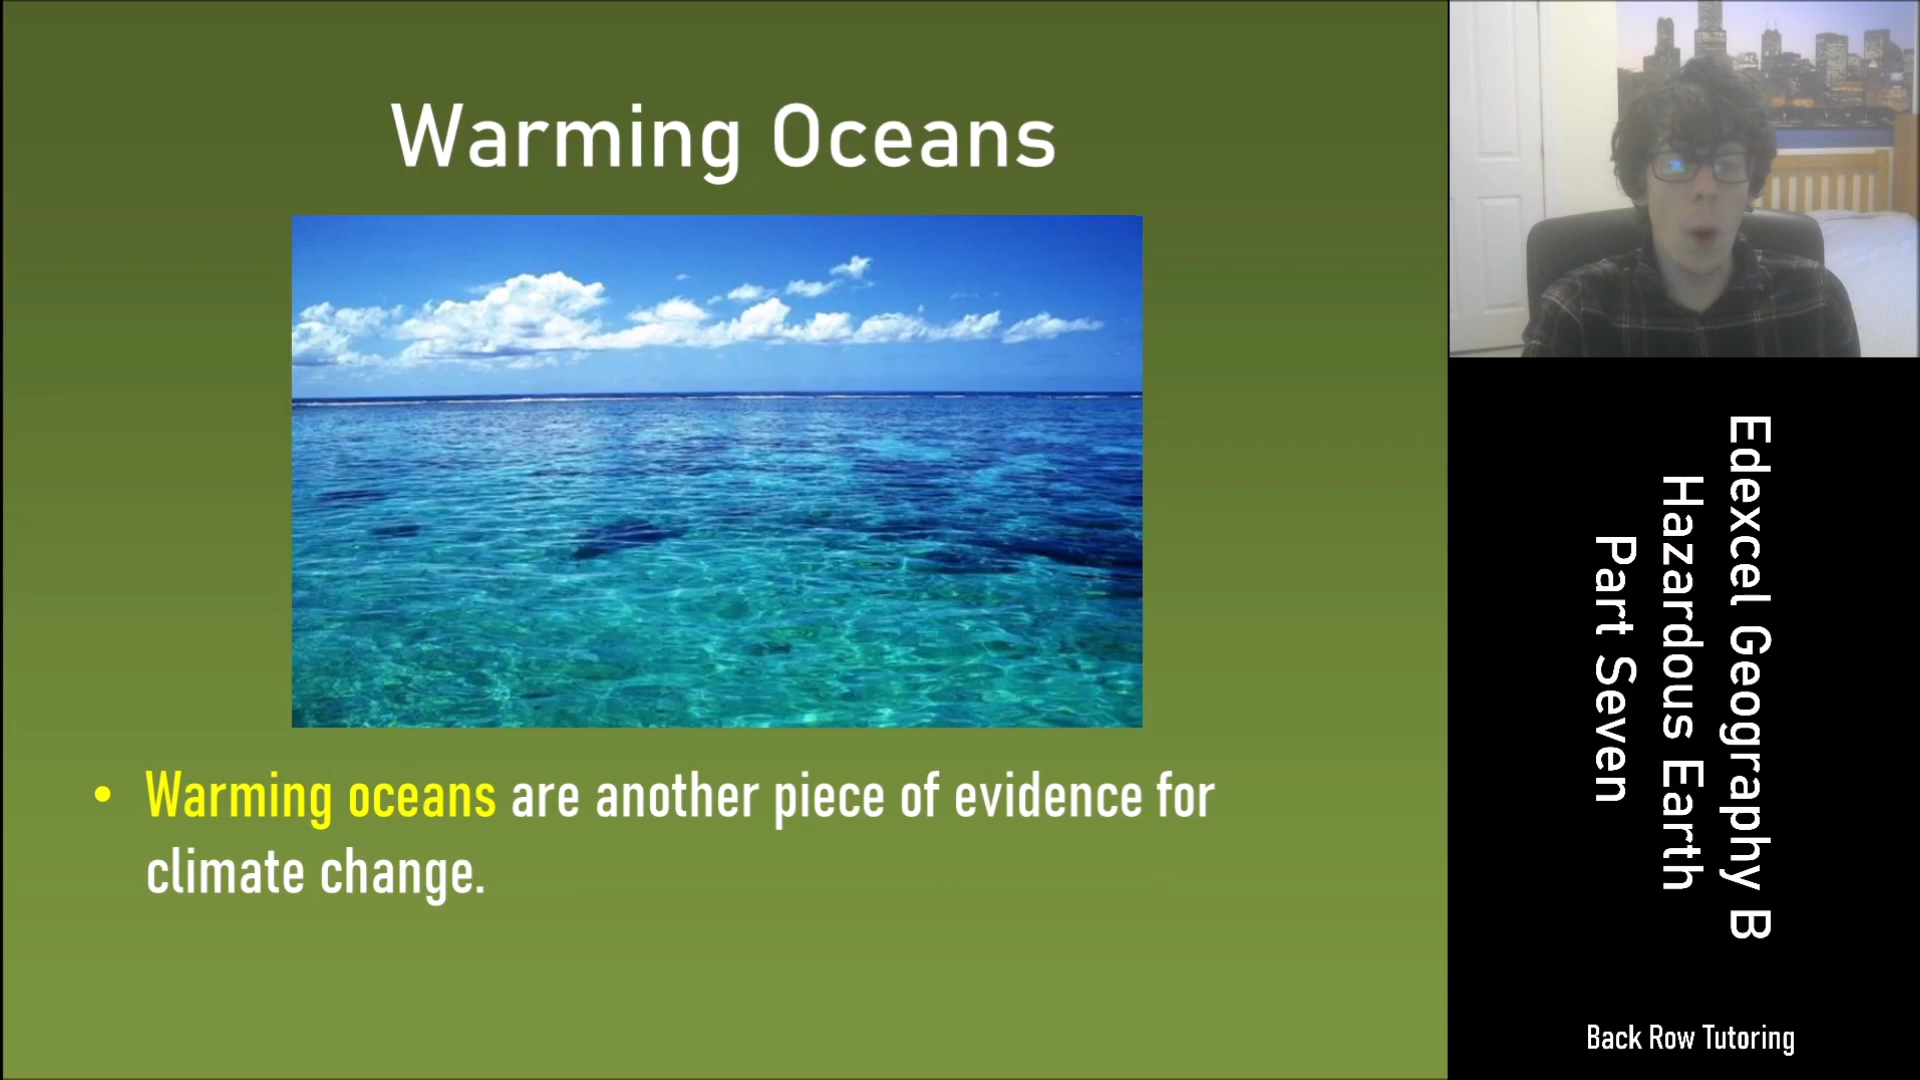 Warming Oceans
• Warming oceans are another piece of evidence for
climate change.
Edexcel Geography B
Hazardous Earth
Part Seven
Back Row Tutoring